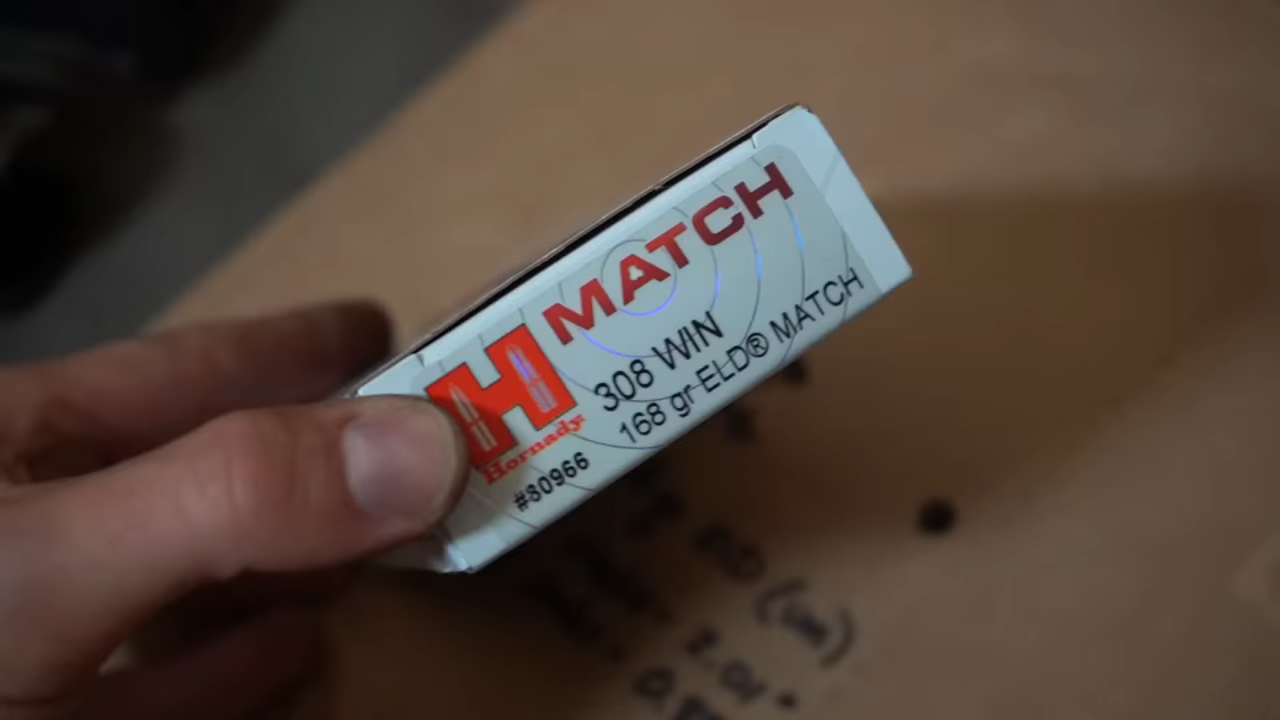 MATCH
308 WIN
168 gr ELD® MATCH
H
Hornady
#80966